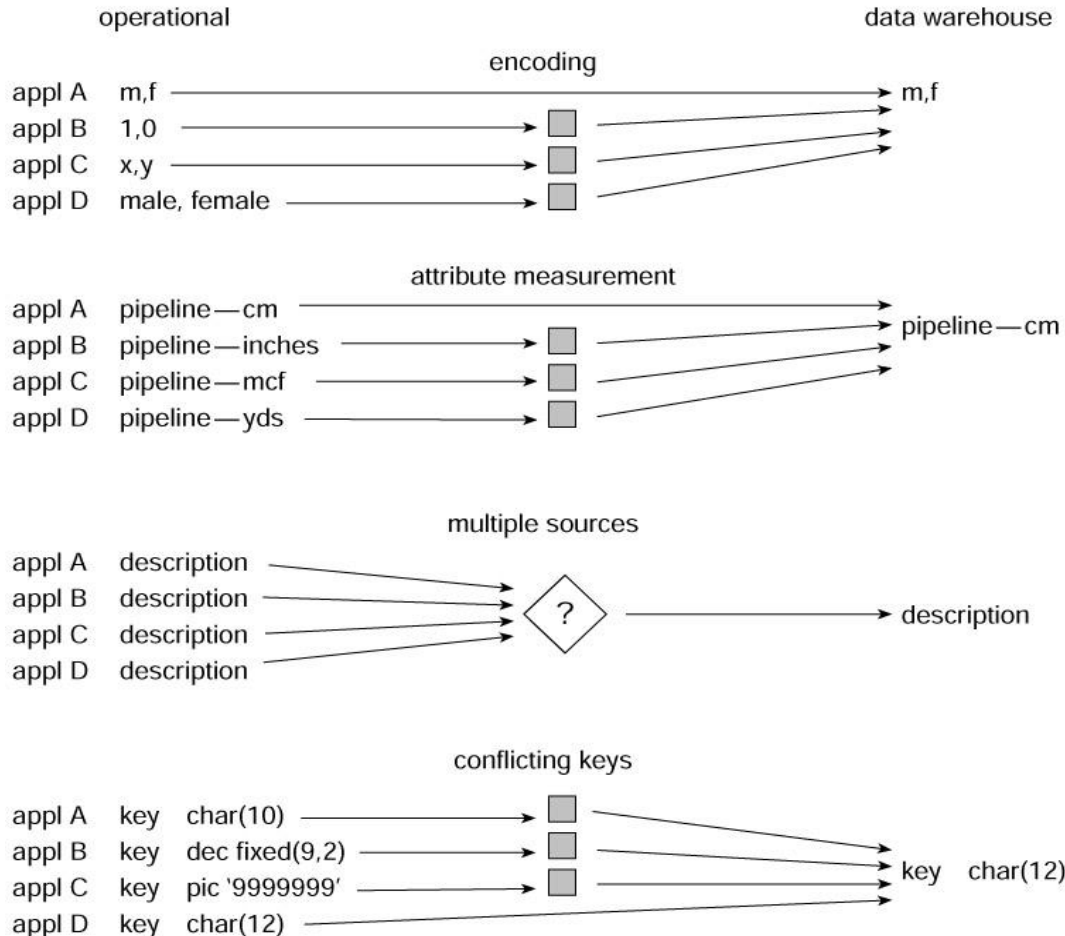 operational data warehouse
encoding
appl A m,f m,f
appl B 1,0
appl C x,y
appl D male, female
attribute measurement
appl A pipeline—cm
pipeline—cm
appl B pipeline—inches
appl C pipeline—mcf
appl D pipeline—yds
multiple sources
appl A description
appl B description
? description
appl C description
appl D description
conflicting keys
appl A key char(10)
appl B key dec fixed(9,2)
key char(12)
appl C key pic ‘9999999’
appl D key char(12)